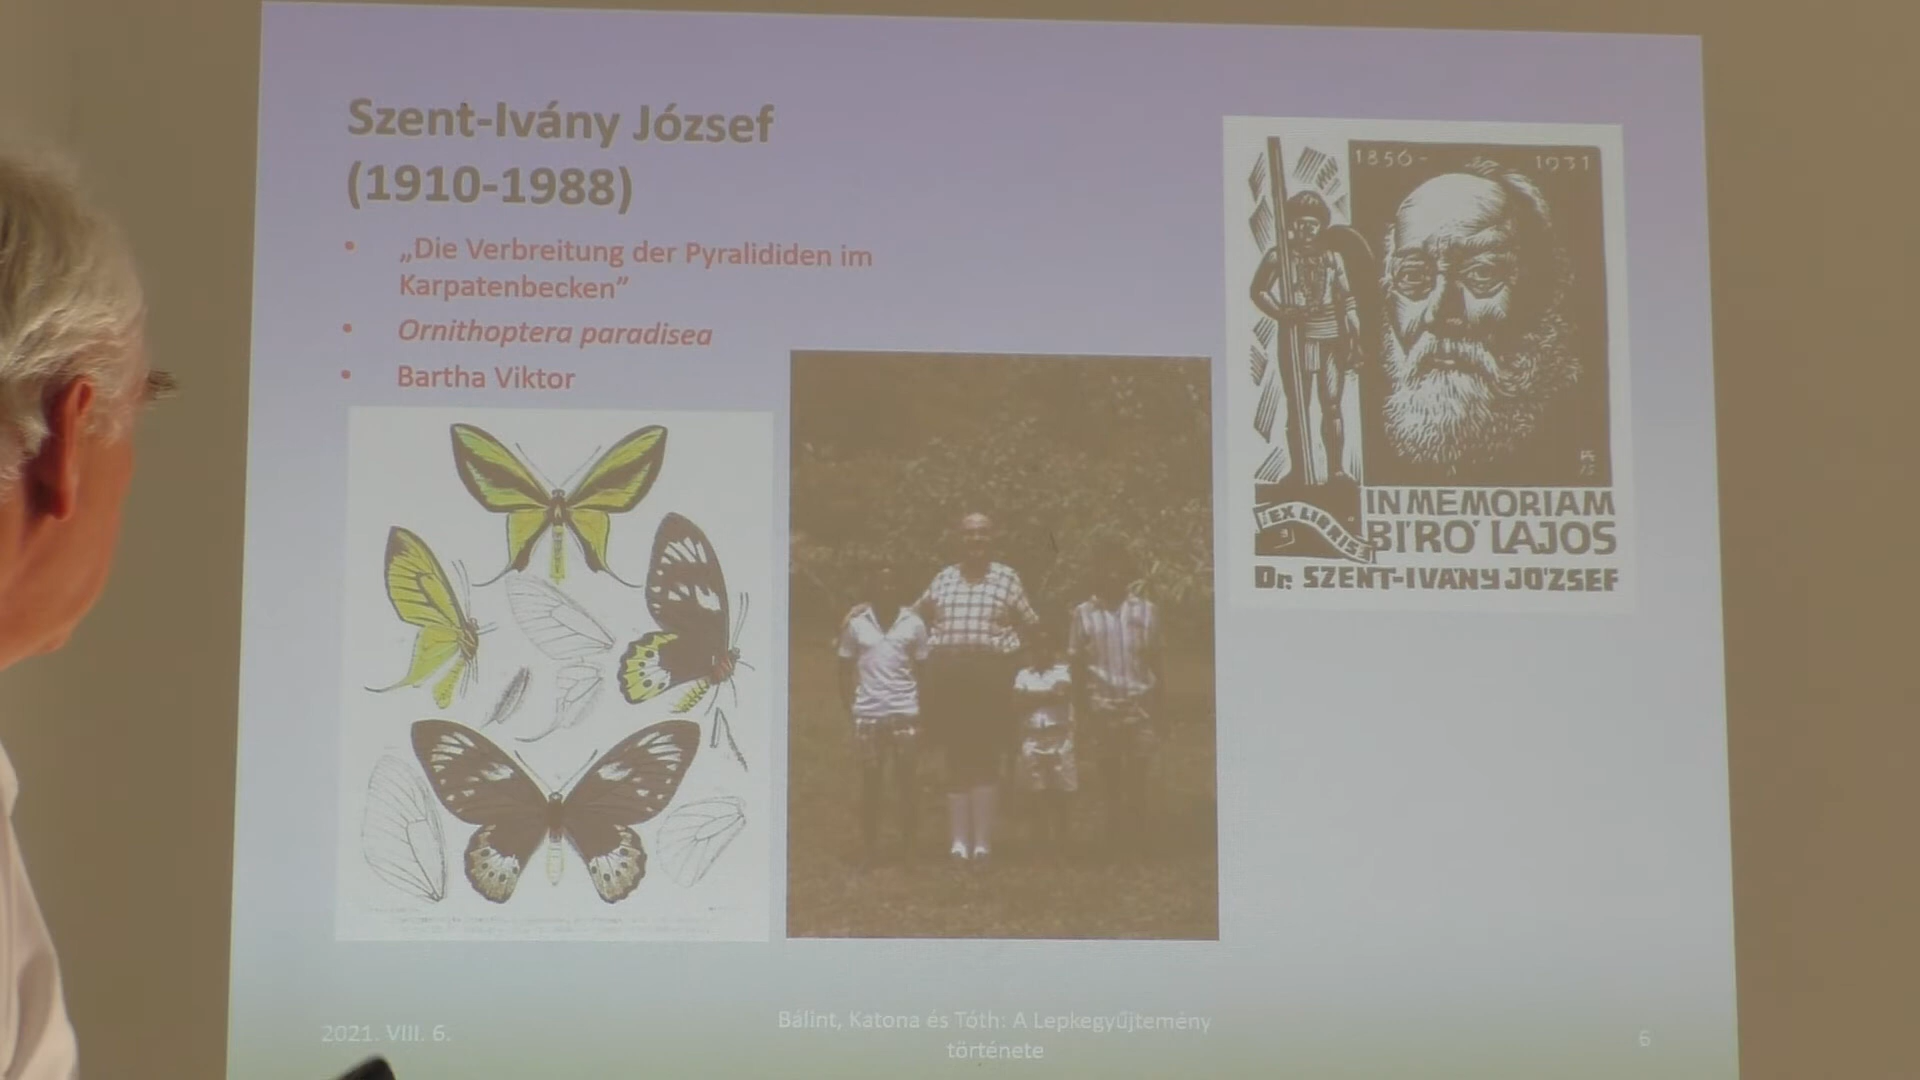 Szent-Ivány József
(1910-1988)
• „Die Verbreitung der Pyralididen im
Karpatenbecken”
• Ornithoptera paradisea
• Bartha Viktor
1856- 1931
EX LIBRIS
IN MEMORIAM
BÍRÓ LAJOS
Dr. SZENT-IVÁNY JÓZSEF
2021. VIII. 6.
Bálint, Katona és Tóth: A Lepkegyűjtemény
története
6